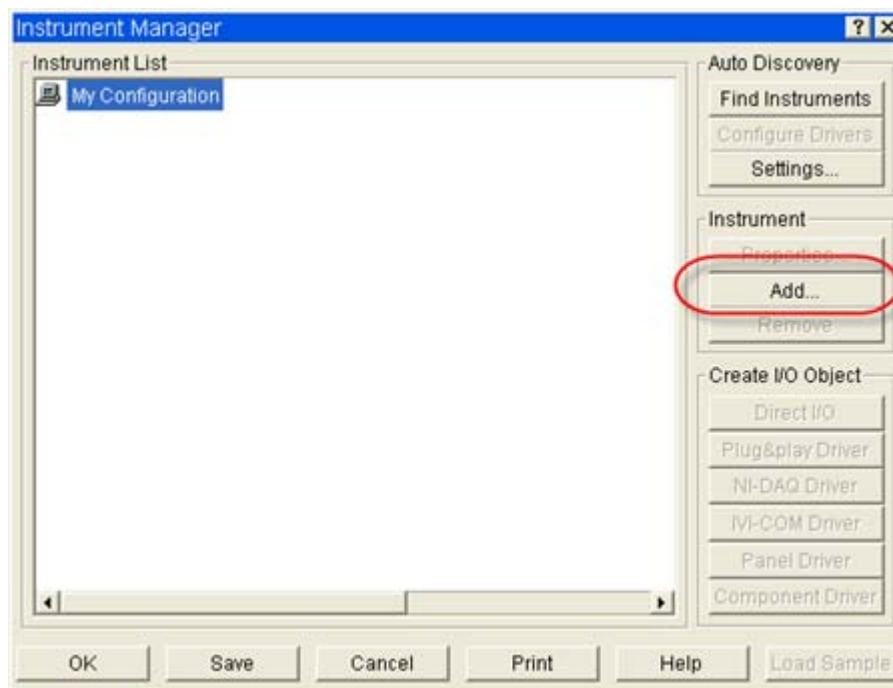 Instrument Manager
Instrument List
My Configuration
Auto Discovery
Find Instruments
Configure Drivers
Settings...
Instrument
Properties...
Add...
Remove
Create I/O Object
Direct I/O
Plug&play Driver
NI-DAQ Driver
IVI-COM Driver
Panel Driver
Component Driver
OK
Save
Cancel
Print
Help
Load Sample